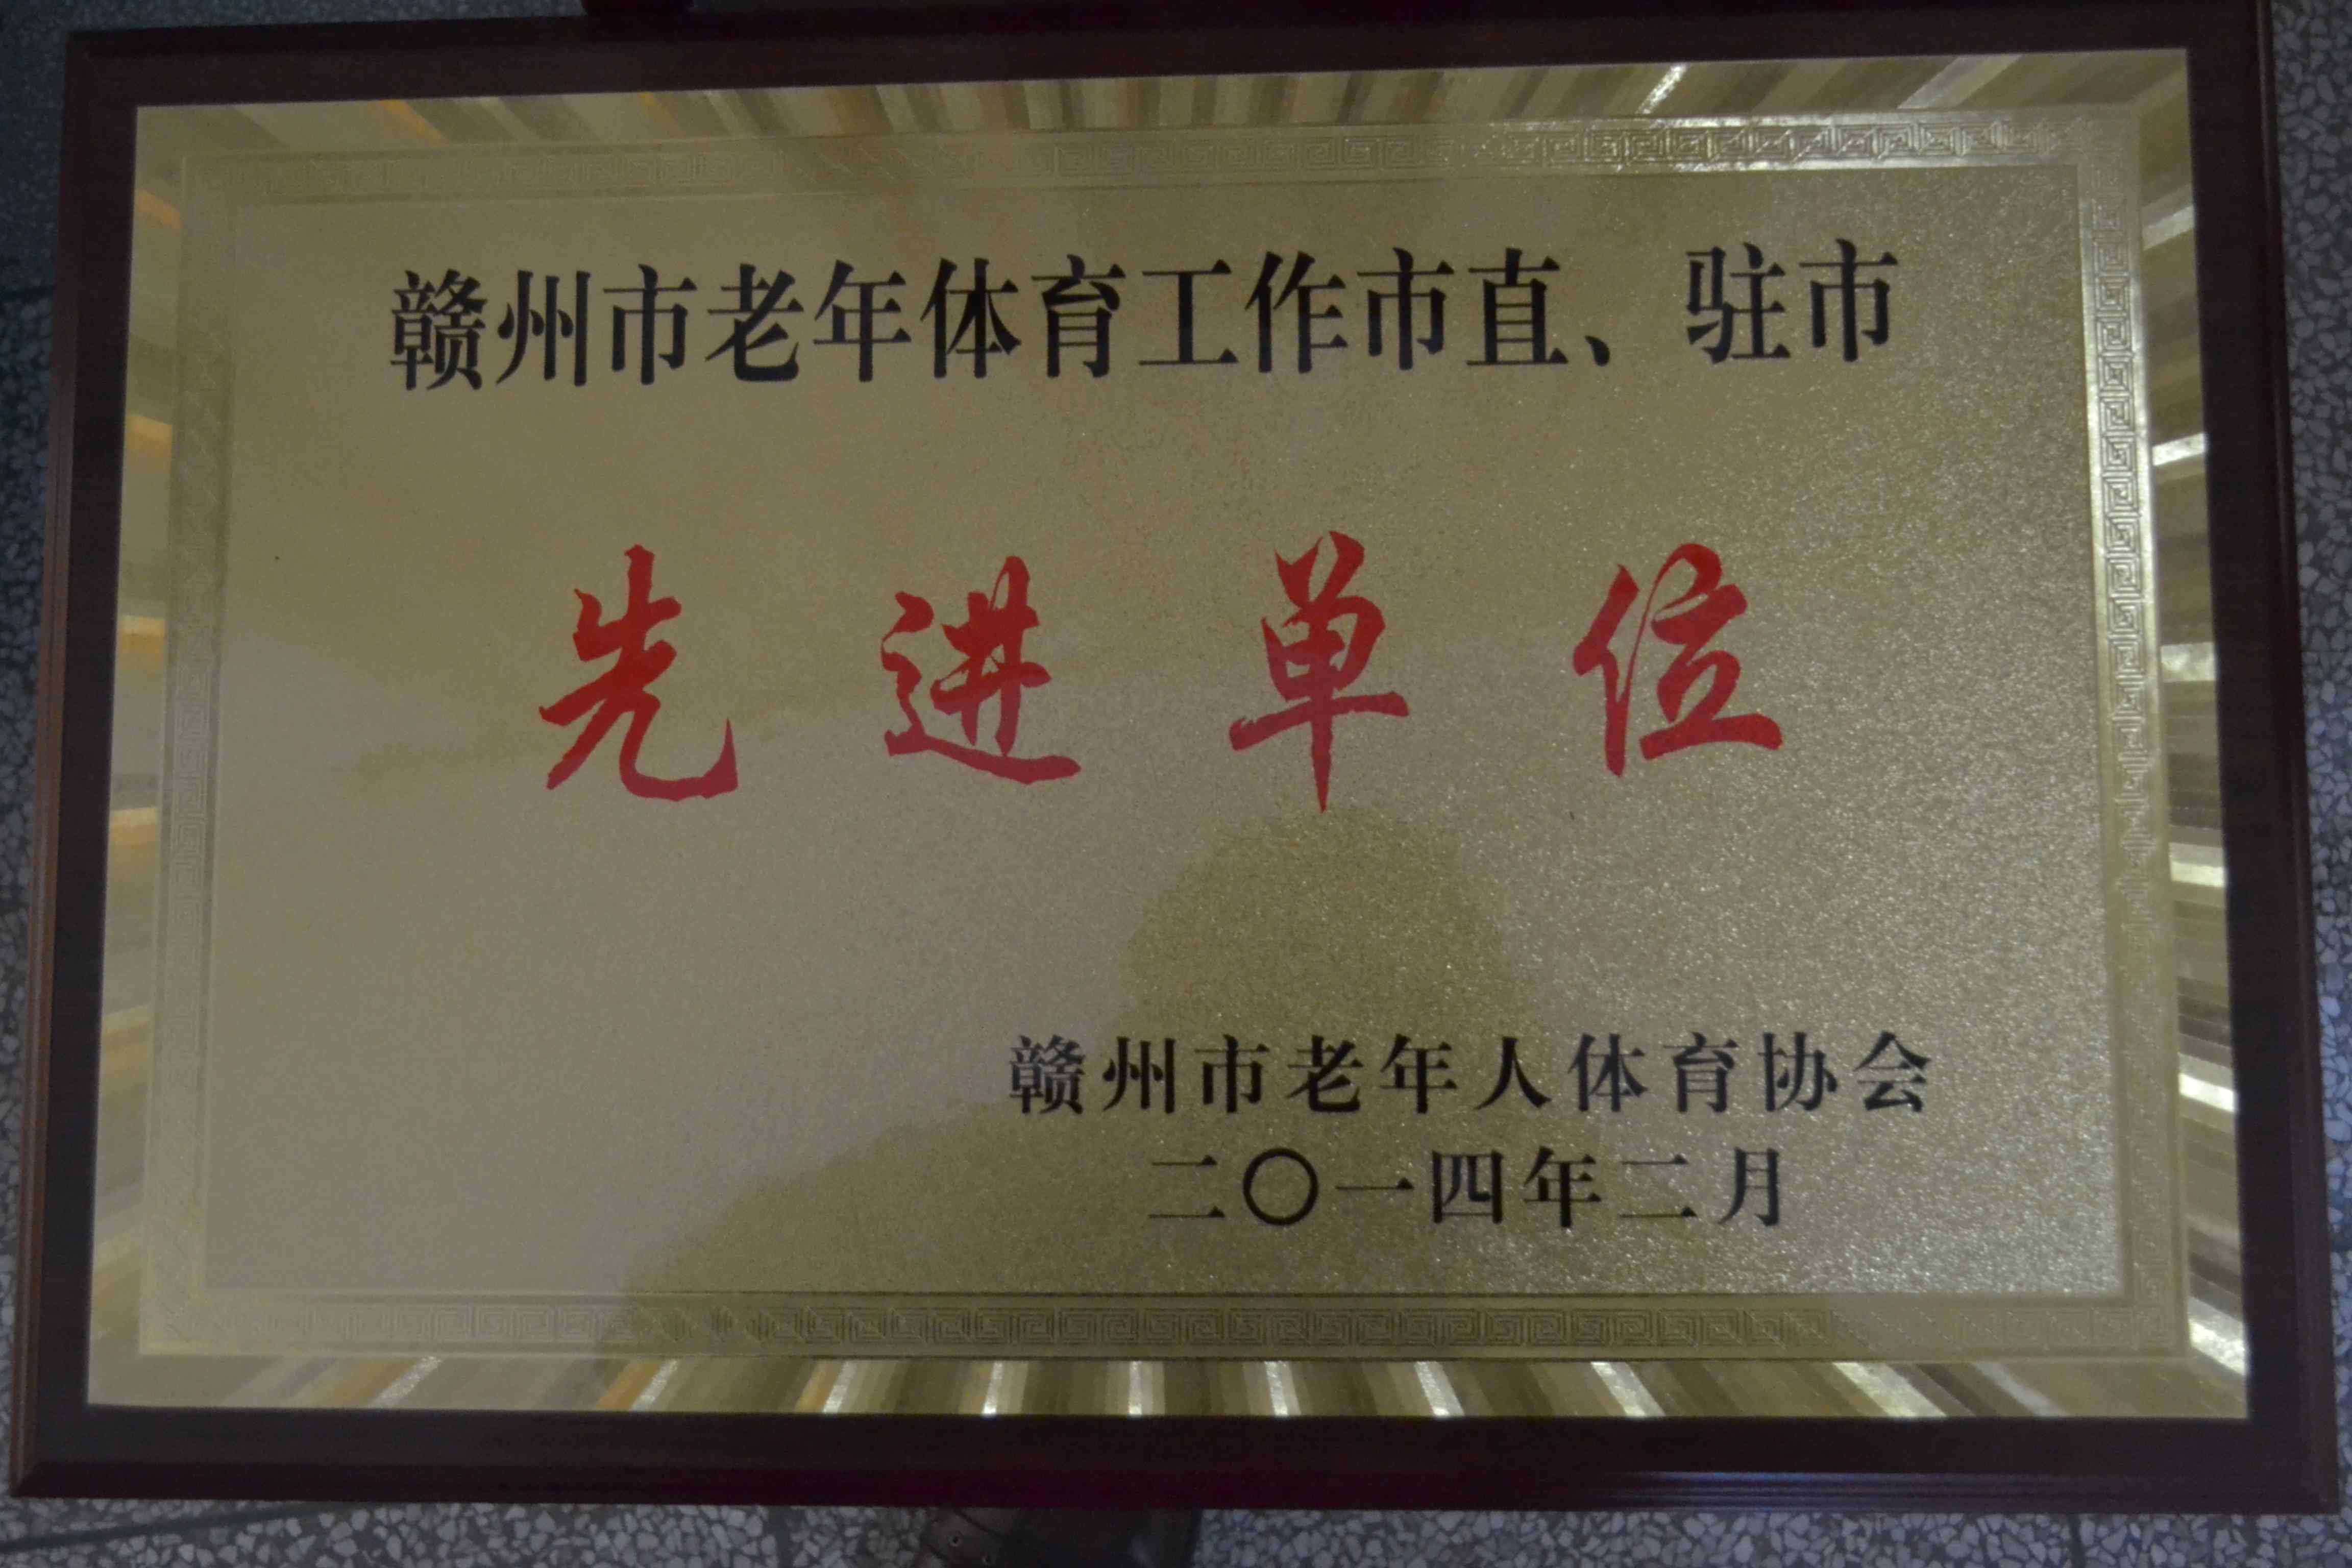 赣州市老年体育工作市直、驻市
先进单位
赣州市老年人体育协会
二〇一四年二月